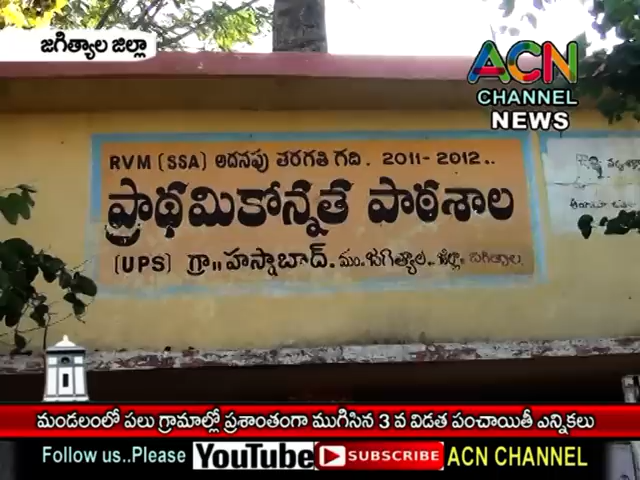 జగిత్యాల జిల్లా
ACN
CHANNEL
NEWS
RVM (SSA) అదనపు తరగతి గది. 2011-2012..
ప్రాథమికోన్నత పాఠశాల
(UPS) గ్రా,, హస్నాబాద్. మం. జగిత్యాల.. జిల్లా. జగిత్యాల.
మండలంలో పలు గ్రామాల్లో ప్రశాంతంగా ముగిసిన 3 వ విడత పంచాయితీ ఎన్నికలు
Follow us..Please YouTube SUBSCRIBE ACN CHANNEL